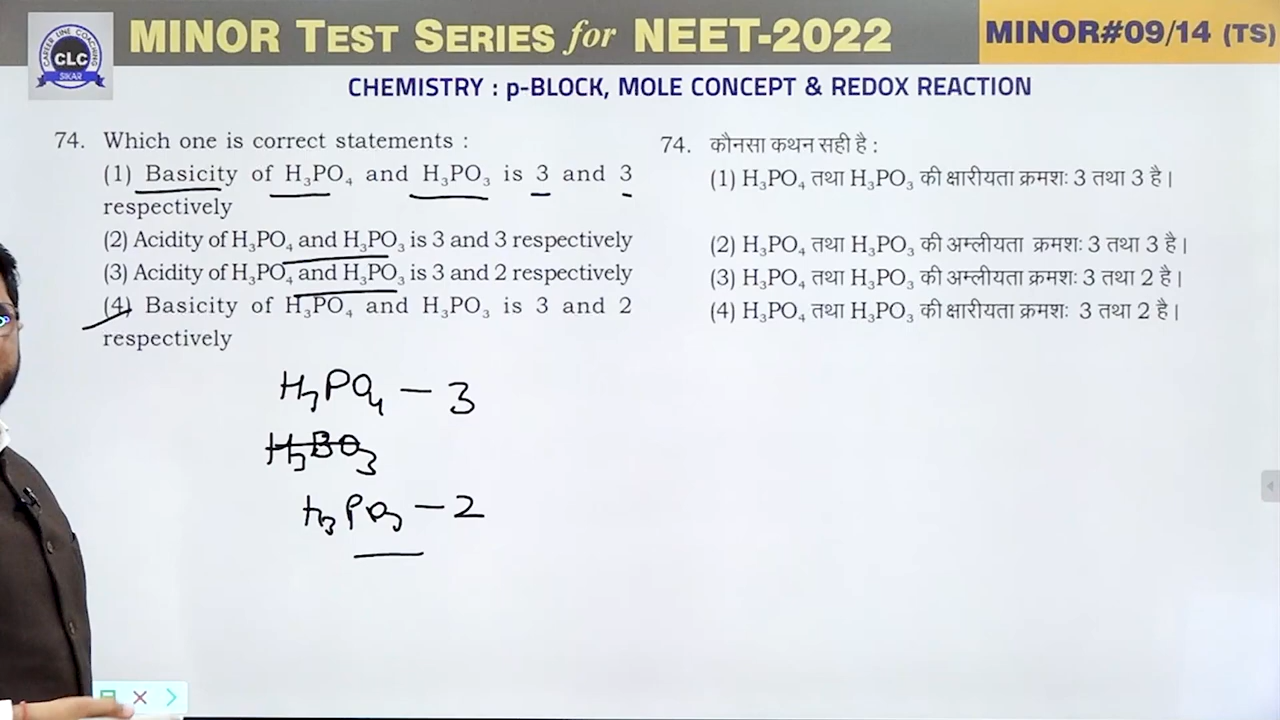 CAREER LINE COACHING
CLC
SIKAR
MINOR TEST SERIES for NEET-2022
MINOR#09/14 (TS)
CHEMISTRY : p-BLOCK, MOLE CONCEPT & REDOX REACTION
74. Which one is correct statements :
(1) Basicity of H₃PO₄ and H₃PO₃ is 3 and 3
respectively
(2) Acidity of H₃PO₄ and H₃PO₃ is 3 and 3 respectively
(3) Acidity of H₃PO₄ and H₃PO₃ is 3 and 2 respectively
(4) Basicity of H₃PO₄ and H₃PO₃ is 3 and 2
respectively
74. कौनसा कथन सही है :
(1) H₃PO₄ तथा H₃PO₃ की क्षारीयता क्रमशः 3 तथा 3 है।
(2) H₃PO₄ तथा H₃PO₃ की अम्लीयता क्रमशः 3 तथा 3 है।
(3) H₃PO₄ तथा H₃PO₃ की अम्लीयता क्रमशः 3 तथा 2 है।
(4) H₃PO₄ तथा H₃PO₃ की क्षारीयता क्रमशः 3 तथा 2 है।
H₃PO₄ — 3
H₃BO₃
H₃PO₃ — 2